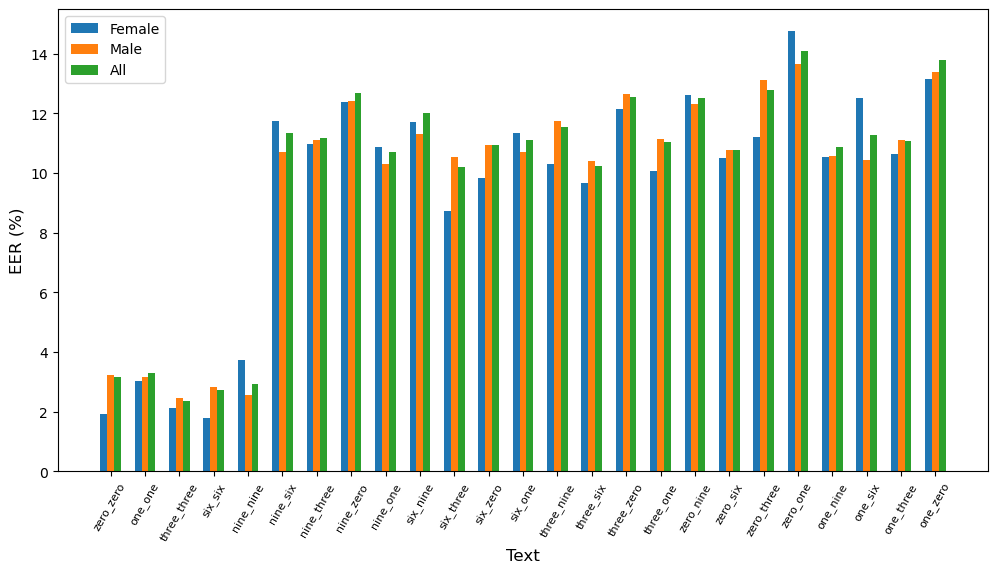 Female
Male
All
EER (%)
14
12
10
8
6
4
2
0
zero_zero
one_one
three_three
six_six
nine_nine
nine_six
nine_three
nine_zero
nine_one
six_nine
six_three
six_zero
six_one
three_nine
three_six
three_zero
three_one
zero_nine
zero_six
zero_three
zero_one
one_nine
one_six
one_three
one_zero
Text